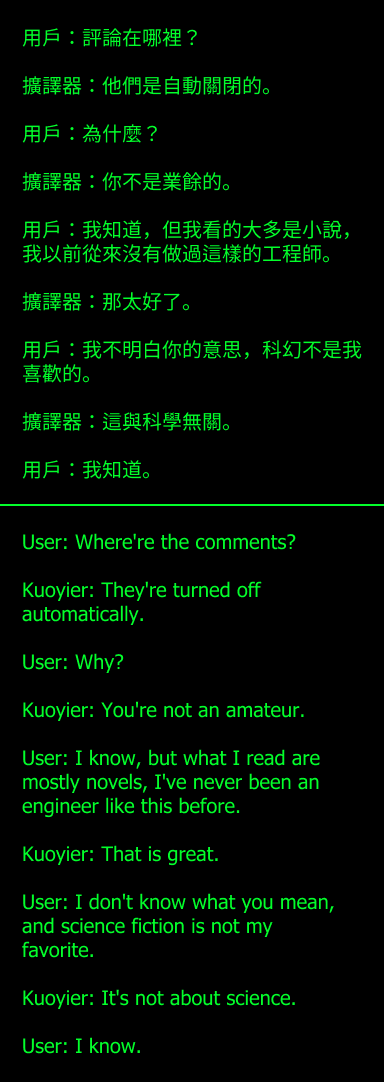 用戶：評論在哪裡？
擴譯器：他們是自動關閉的。
用戶：為什麼？
擴譯器：你不是業餘的。
用戶：我知道，但我看的大多是小說，
我以前從來沒有做過這樣的工程師。
擴譯器：那太好了。
用戶：我不明白你的意思，科幻不是我
喜歡的。
擴譯器：這與科學無關。
用戶：我知道。
User: Where're the comments?
Kuoyier: They're turned off
automatically.
User: Why?
Kuoyier: You're not an amateur.
User: I know, but what I read are
mostly novels, I've never been an
engineer like this before.
Kuoyier: That is great.
User: I don't know what you mean,
and science fiction is not my
favorite.
Kuoyier: It's not about science.
User: I know.